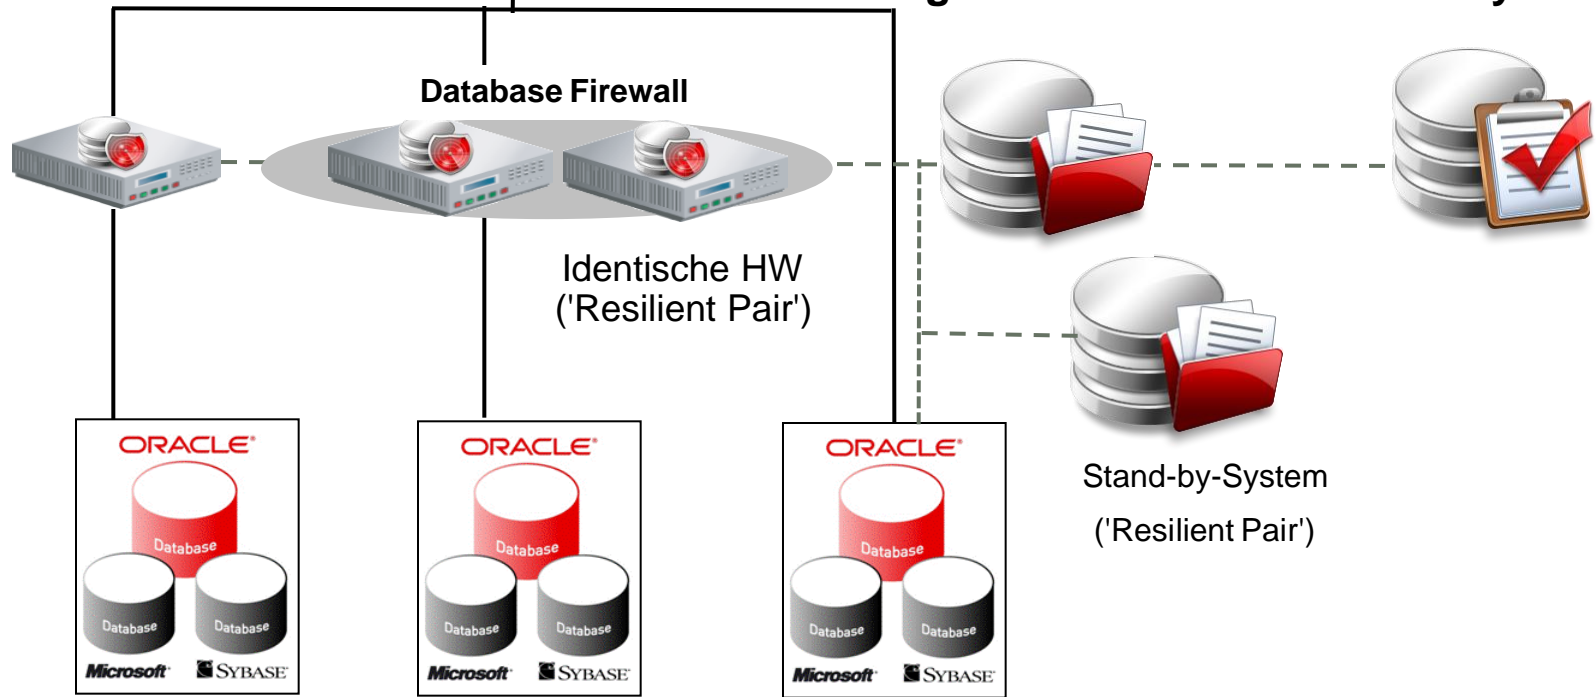 Database Firewall
Identische HW
('Resilient Pair')
Stand-by-System
('Resilient Pair')
ORACLE®
Database
Database
Database
Microsoft®
SYBASE®
ORACLE®
Database
Database
Database
Microsoft®
SYBASE®
ORACLE®
Database
Database
Database
Microsoft®
SYBASE®